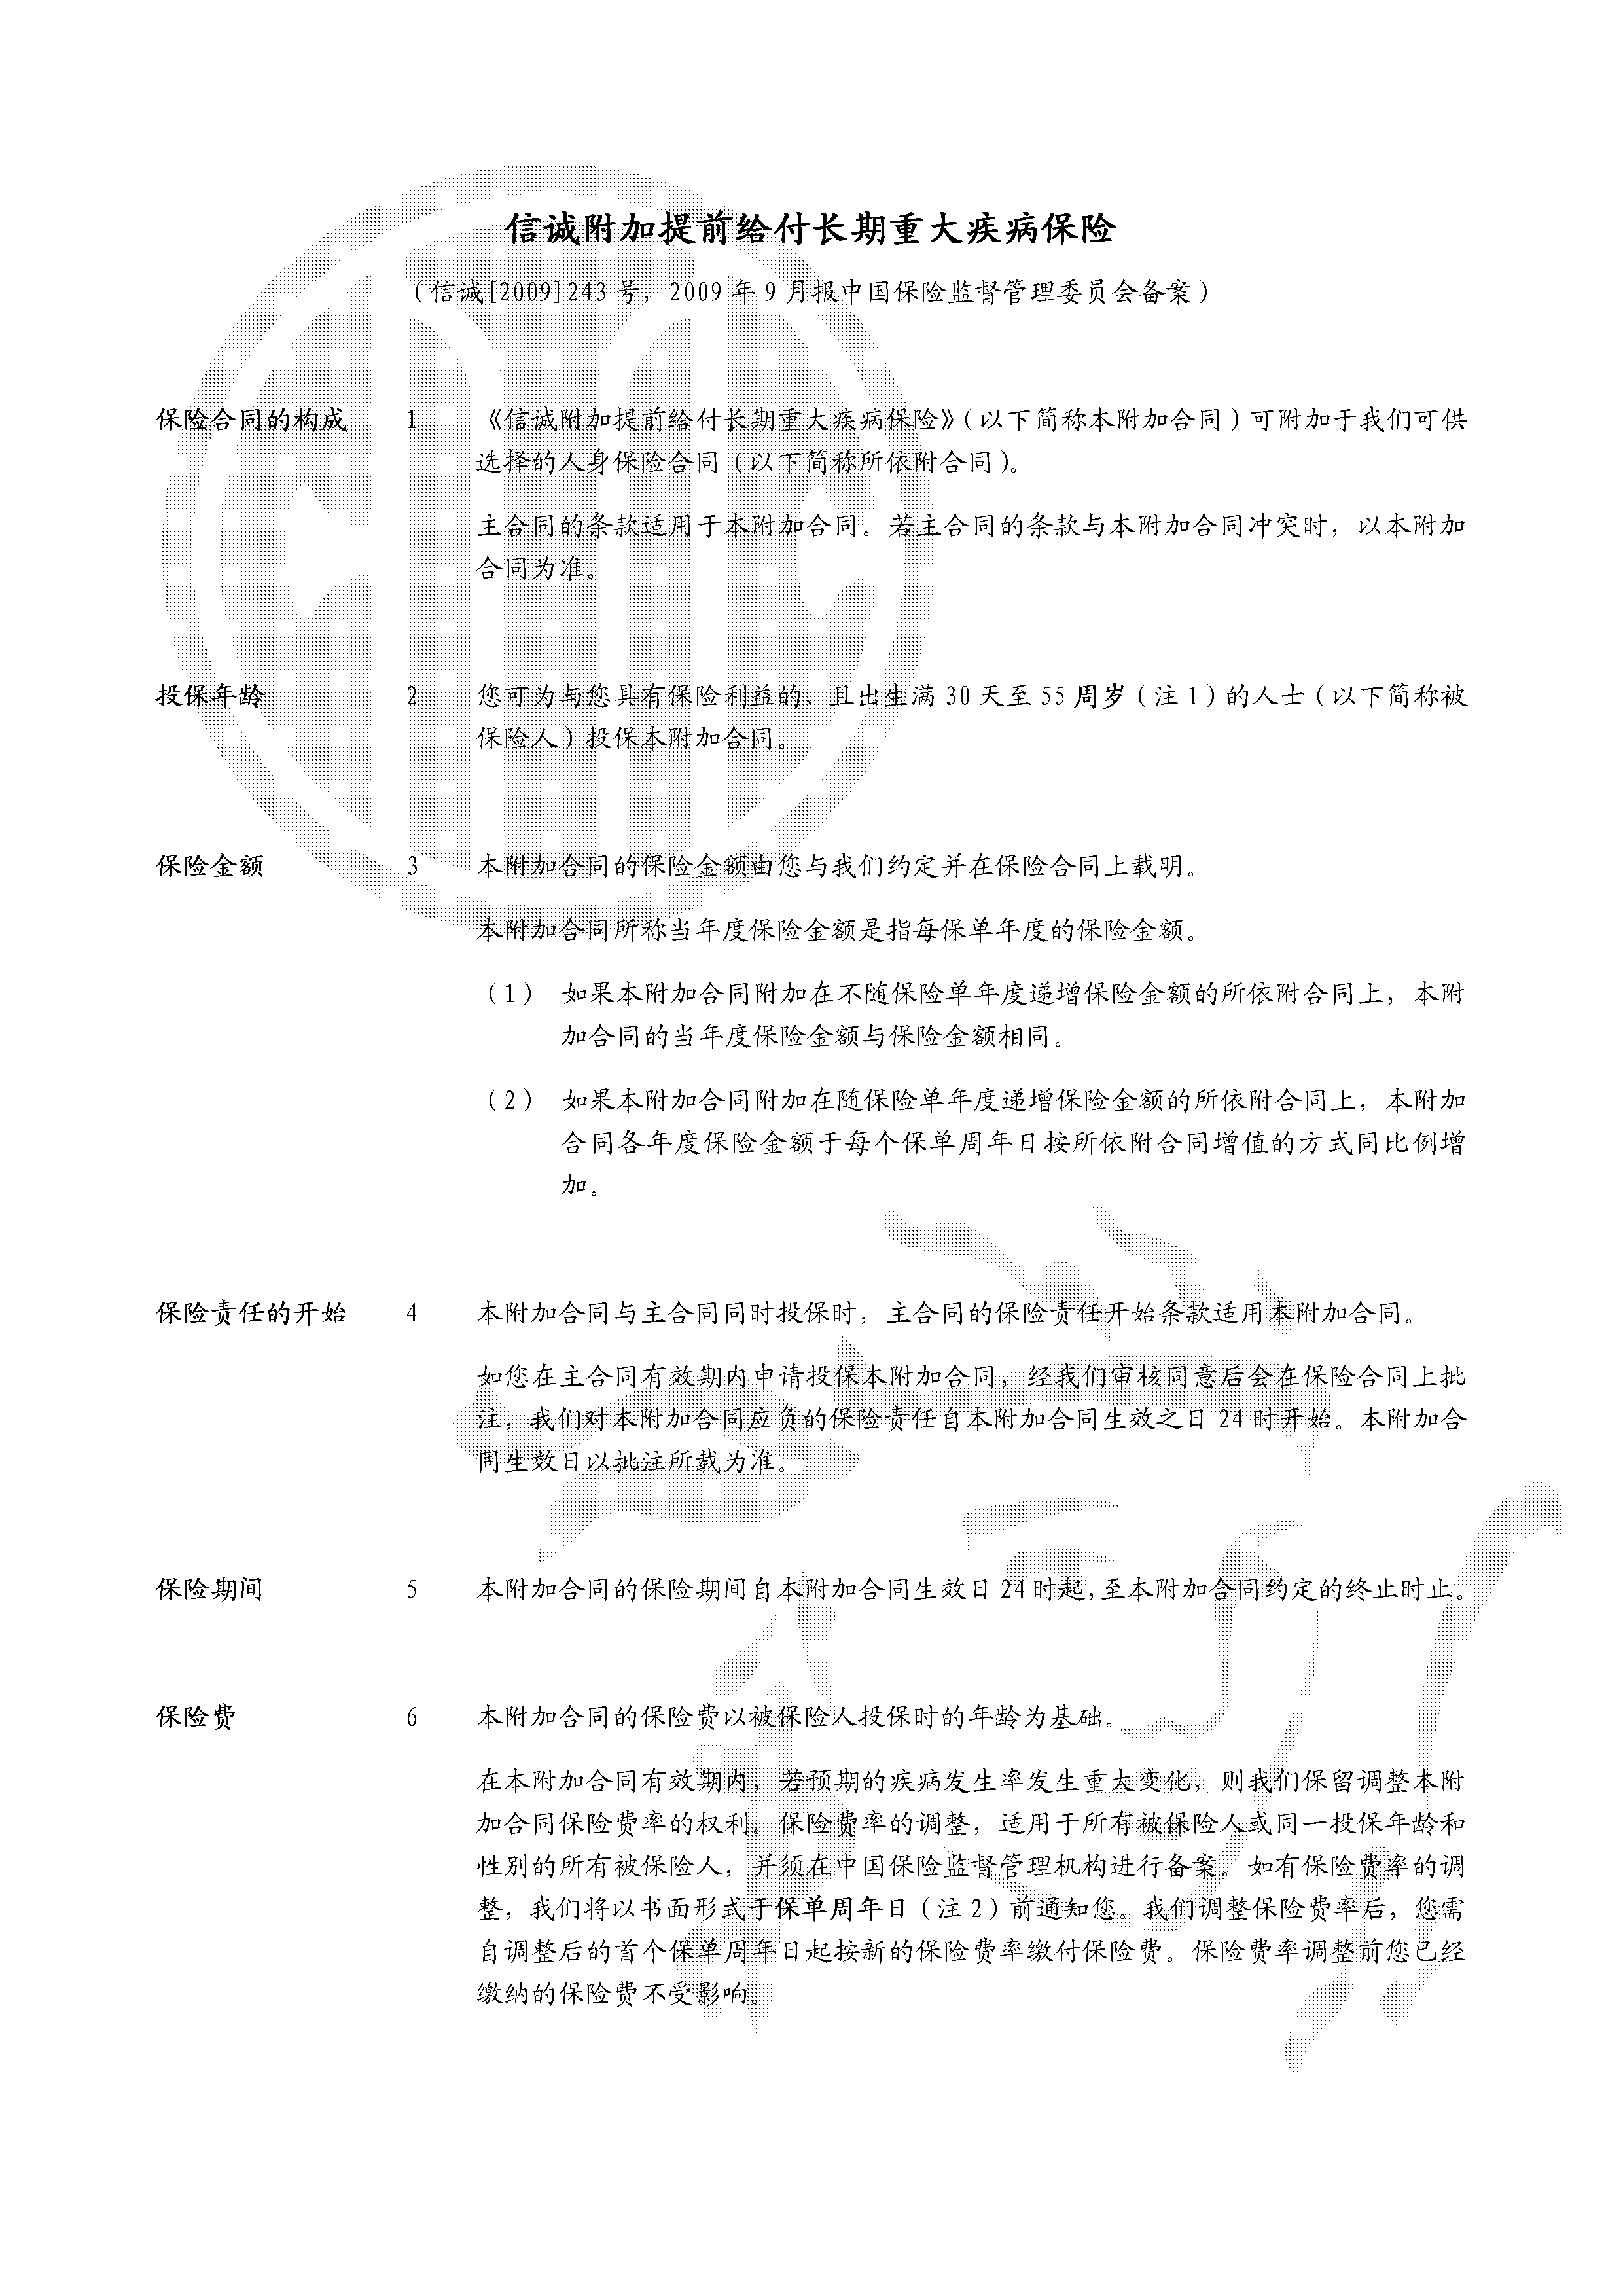 信诚附加提前给付长期重大疾病保险
（信诚[2009]243 号，2009 年 9 月报中国保险监督管理委员会备案）
保险合同的构成 1 《信诚附加提前给付长期重大疾病保险》（以下简称本附加合同）可附加于我们可供
选择的人身保险合同（以下简称所依附合同）。
主合同的条款适用于本附加合同。若主合同的条款与本附加合同冲突时，以本附加
合同为准。
投保年龄 2 您可为与您具有保险利益的、且出生满 30 天至 55 周岁（注 1）的人士（以下简称被
保险人）投保本附加合同。
保险金额 3 本附加合同的保险金额由您与我们约定并在保险合同上载明。
本附加合同所称当年度保险金额是指每保单年度的保险金额。
（1） 如果本附加合同附加在不随保险单年度递增保险金额的所依附合同上，本附
加合同的当年度保险金额与保险金额相同。
（2） 如果本附加合同附加在随保险单年度递增保险金额的所依附合同上，本附加
合同各年度保险金额于每个保单周年日按所依附合同增值的方式同比例增
加。
保险责任的开始 4 本附加合同与主合同同时投保时，主合同的保险责任开始条款适用本附加合同。
如您在主合同有效期内申请投保本附加合同，经我们审核同意后会在保险合同上批
注，我们对本附加合同应负的保险责任自本附加合同生效之日 24 时开始。本附加合
同生效日以批注所载为准。
保险期间 5 本附加合同的保险期间自本附加合同生效日 24 时起，至本附加合同约定的终止时止。
保险费 6 本附加合同的保险费以被保险人投保时的年龄为基础。
在本附加合同有效期内，若预期的疾病发生率发生重大变化，则我们保留调整本附
加合同保险费率的权利。保险费率的调整，适用于所有被保险人或同一投保年龄和
性别的所有被保险人，并须在中国保险监督管理机构进行备案。如有保险费率的调
整，我们将以书面形式于保单周年日（注 2）前通知您。我们调整保险费率后，您需
自调整后的首个保单周年日起按新的保险费率缴付保险费。保险费率调整前您已经
缴纳的保险费不受影响。